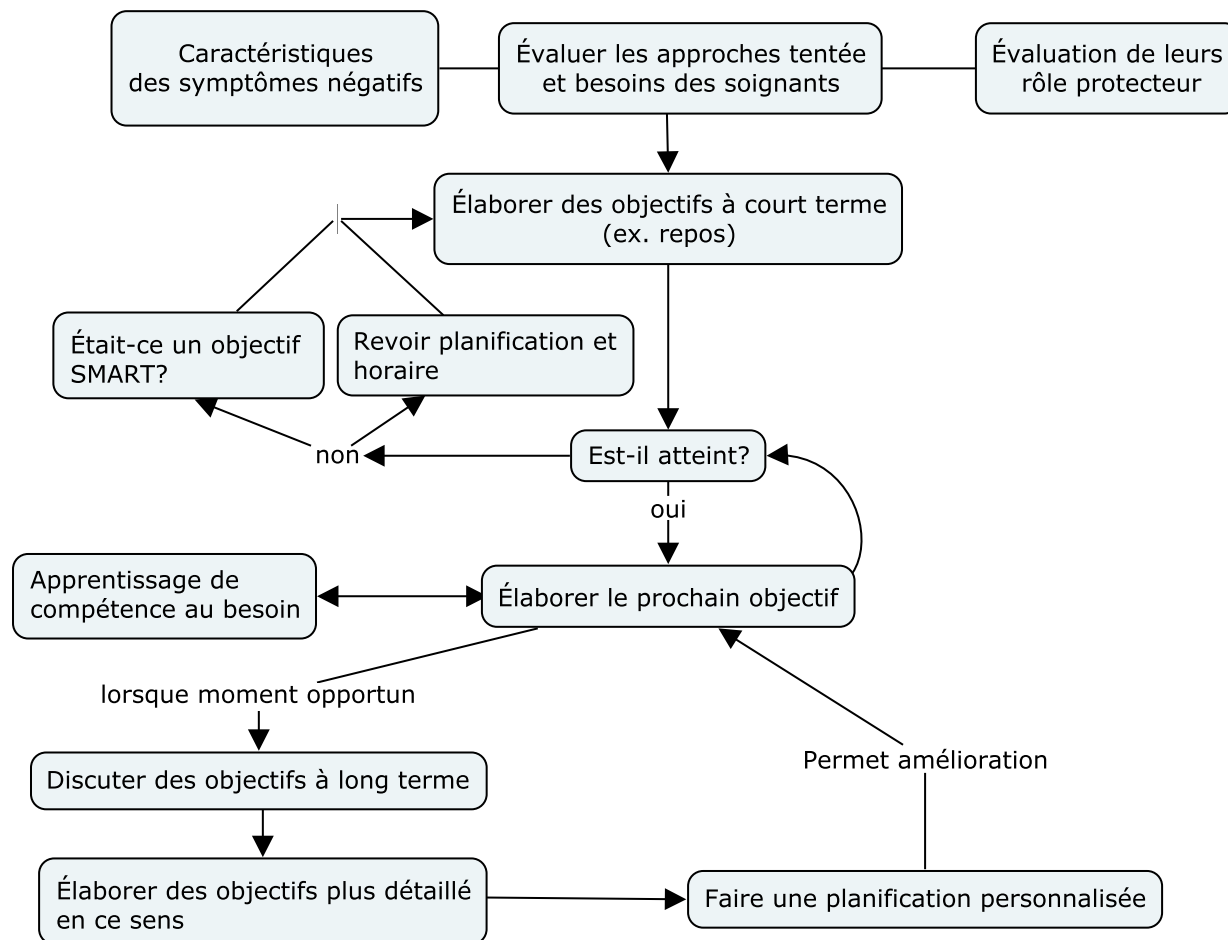 Caractéristiques
des symptômes négatifs
Évaluer les approches tentée
et besoins des soignants
Évaluation de leurs
rôle protecteur
Élaborer des objectifs à court terme
(ex. repos)
Était-ce un objectif
SMART?
Revoir planification et
horaire
non
Est-il atteint?
oui
Apprentissage de
compétence au besoin
Élaborer le prochain objectif
lorsque moment opportun
Discuter des objectifs à long terme
Permet amélioration
Élaborer des objectifs plus détaillé
en ce sens
Faire une planification personnalisée